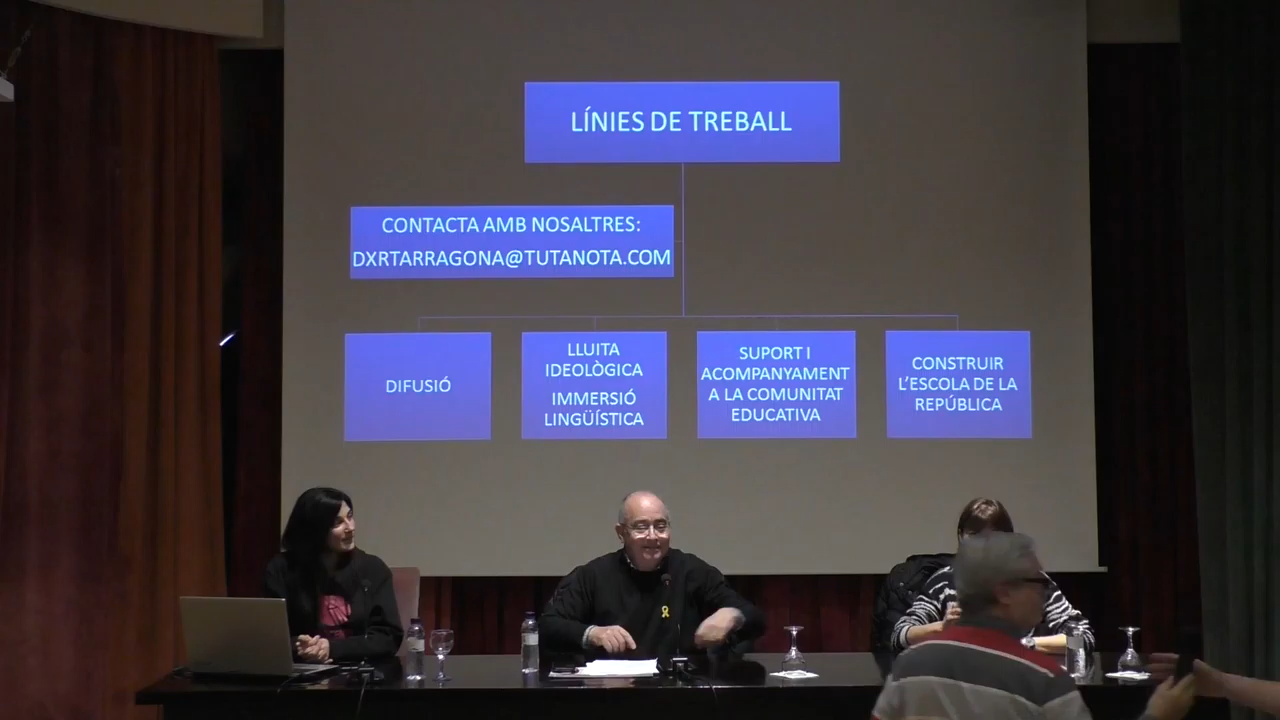 LÍNIES DE TREBALL
CONTACTA AMB NOSALTRES:
DXRTARRAGONA@TUTANOTA.COM
DIFUSIÓ
LLUITA
IDEOLÒGICA
IMMERSIÓ
LINGÜÍSTICA
SUPORT I
ACOMPANYAMENT
A LA COMUNITAT
EDUCATIVA
CONSTRUIR
L'ESCOLA DE LA
REPÚBLICA